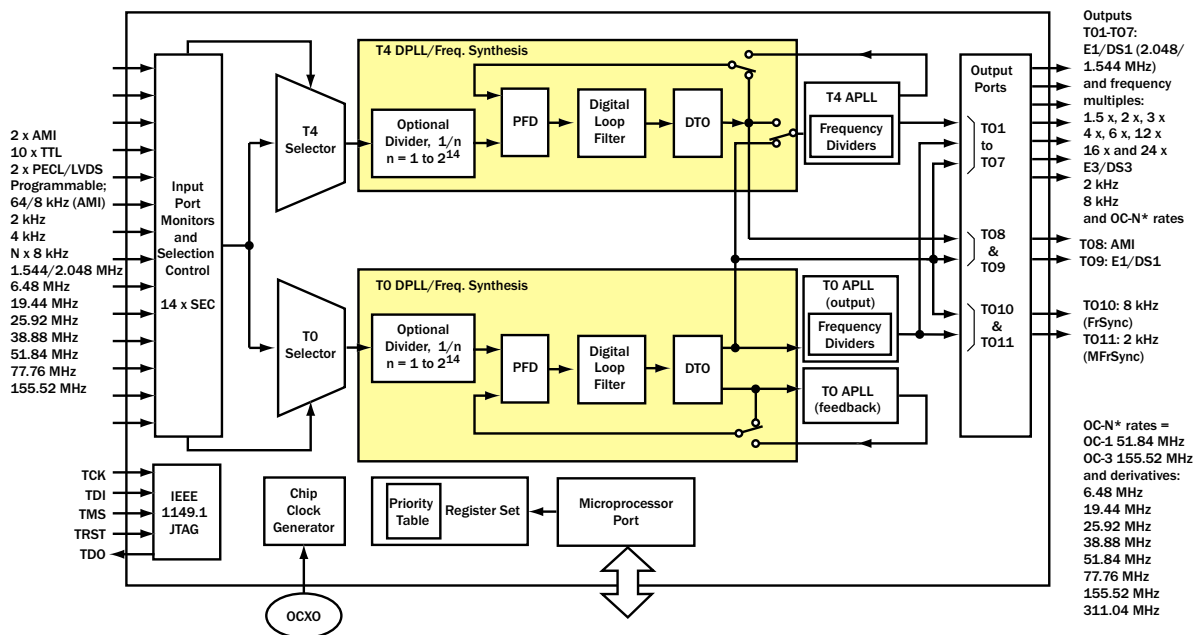 2 x AMI
10 x TTL
2 x PECL/LVDS
Programmable;
64/8 kHz (AMI)
2 kHz
4 kHz
N x 8 kHz
1.544/2.048 MHz
6.48 MHz
19.44 MHz
25.92 MHz
38.88 MHz
51.84 MHz
77.76 MHz
155.52 MHz
Input
Port
Monitors
and
Selection
Control
14 x SEC
T4
Selector
T4 DPLL/Freq. Synthesis
Optional
Divider, 1/n
n = 1 to 2^14
PFD
Digital
Loop
Filter
DTO
T4 APLL
Frequency
Dividers
T0
Selector
T0 DPLL/Freq. Synthesis
Optional
Divider, 1/n
n = 1 to 2^14
PFD
Digital
Loop
Filter
DTO
T0 APLL
(output)
Frequency
Dividers
T0 APLL
(feedback)
Output
Ports
T01
to
T07
T08
&
T09
T010
&
T011
Outputs
T01-T07:
E1/DS1 (2.048/
1.544 MHz)
and frequency
multiples:
1.5 x, 2 x, 3 x
4 x, 6 x, 12 x
16 x and 24 x
E3/DS3
2 kHz
8 kHz
and OC-N* rates
T08: AMI
T09: E1/DS1
TO10: 8 kHz
(FrSync)
TO11: 2 kHz
(MFrSync)
OC-N* rates =
OC-1 51.84 MHz
OC-3 155.52 MHz
and derivatives:
6.48 MHz
19.44 MHz
25.92 MHz
38.88 MHz
51.84 MHz
77.76 MHz
155.52 MHz
311.04 MHz
TCK
TDI
TMS
TRST
TDO
IEEE
1149.1
JTAG
Chip
Clock
Generator
OCXO
Priority
Table
Register Set
Microprocessor
Port